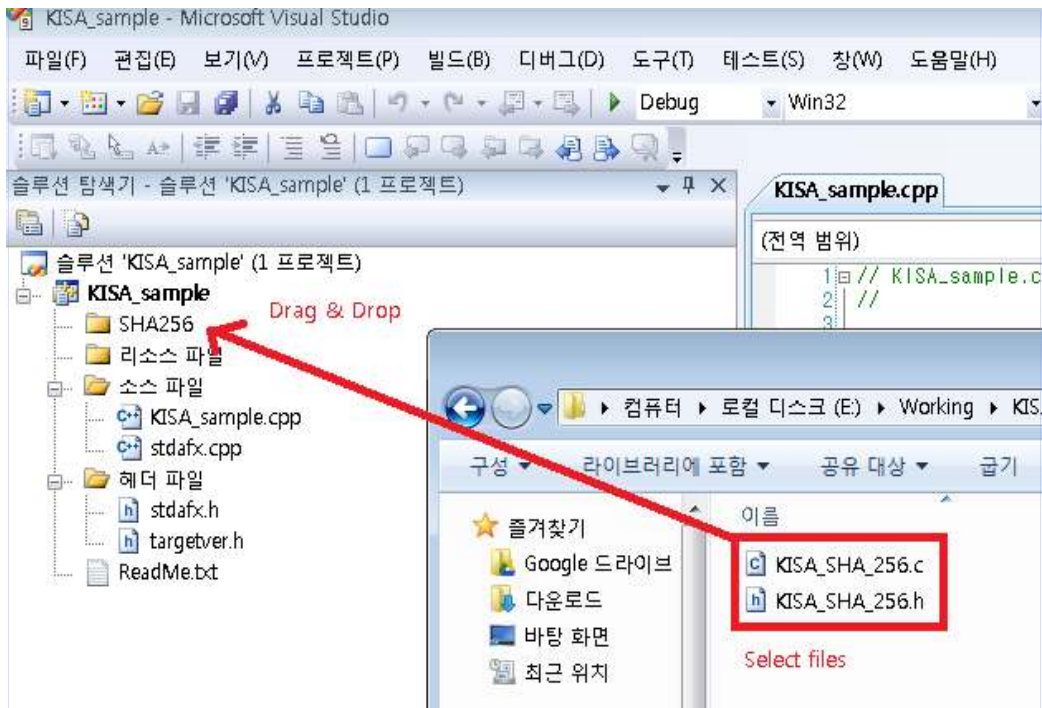 KISA_sample - Microsoft Visual Studio
파일(F) 편집(E) 보기(V) 프로젝트(P) 빌드(B) 디버그(D) 도구(T) 테스트(S) 창(W) 도움말(H)
Debug Win32
솔루션 탐색기 - 솔루션 'KISA_sample' (1 프로젝트)
KISA_sample.cpp
(전역 범위)
솔루션 'KISA_sample' (1 프로젝트)
KISA_sample
SHA256
리소스 파일
소스 파일
KISA_sample.cpp
stdafx.cpp
헤더 파일
stdafx.h
targetver.h
ReadMe.txt
Drag & Drop
1 // KISA_sample.c
2 //
3
컴퓨터 로컬 디스크 (E:) Working KIS
구성 라이브러리에 포함 공유 대상 굽기
즐겨찾기
Google 드라이브
다운로드
바탕 화면
최근 위치
이름
KISA_SHA_256.c
KISA_SHA_256.h
Select files